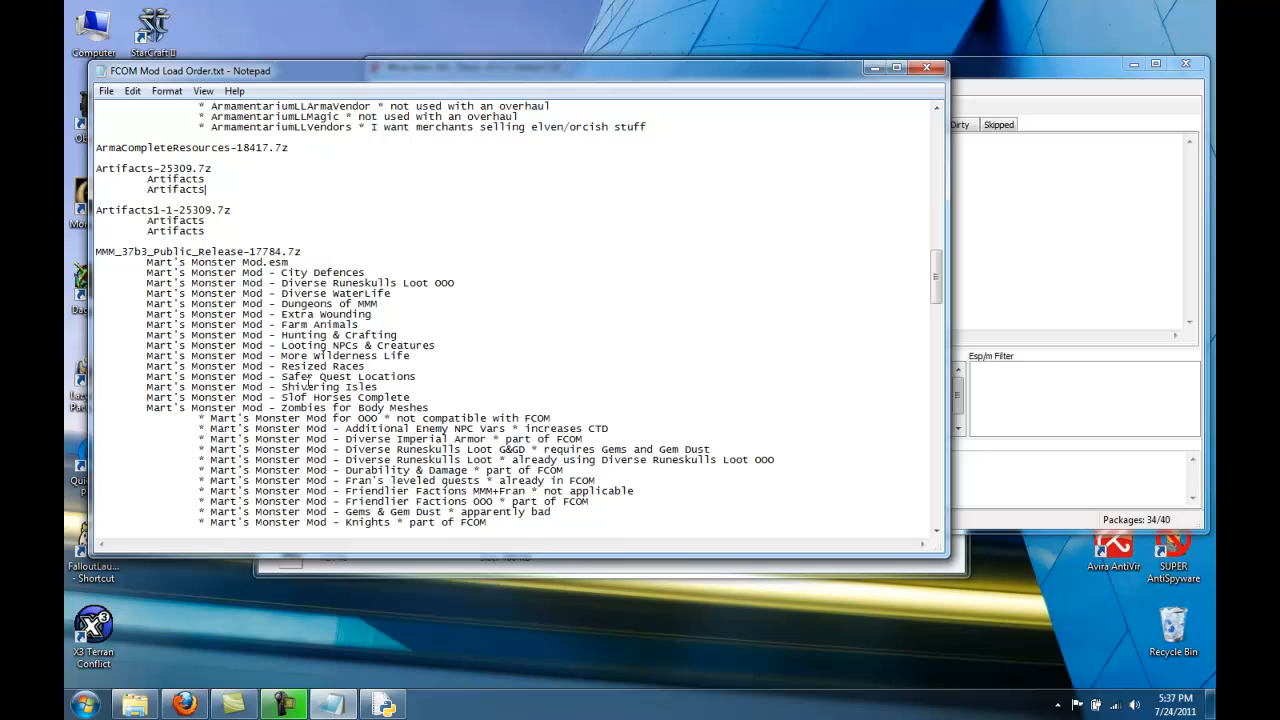 Computer
StarCraft II
FCOM Mod Load Order.txt - Notepad
File Edit Format View Help
* ArmamentariumLLArmaVendor * not used with an overhaul
* ArmamentariumLLMagic * not used with an overhaul
* ArmamentariumLLVendors * I want merchants selling elven/orcish stuff
ArmaCompleteResources-18417.7z
Artifacts-25309.7z
Artifacts
Artifacts
Artifacts1-1-25309.7z
Artifacts
Artifacts
MMM_37b3_Public_Release-17784.7z
Mart's Monster Mod.esm
Mart's Monster Mod - City Defences
Mart's Monster Mod - Diverse Runeskulls Loot OOO
Mart's Monster Mod - Diverse WaterLife
Mart's Monster Mod - Dungeons of MMM
Mart's Monster Mod - Extra Wounding
Mart's Monster Mod - Farm Animals
Mart's Monster Mod - Hunting & Crafting
Mart's Monster Mod - Looting NPCs & Creatures
Mart's Monster Mod - More Wilderness Life
Mart's Monster Mod - Resized Races
Mart's Monster Mod - Safer Quest Locations
Mart's Monster Mod - Shivering Isles
Mart's Monster Mod - Slof Horses Complete
Mart's Monster Mod - Zombies for Body Meshes
* Mart's Monster Mod for OOO * not compatible with FCOM
* Mart's Monster Mod - Additional Enemy NPC Vars * increases CTD
* Mart's Monster Mod - Diverse Imperial Armor * part of FCOM
* Mart's Monster Mod - Diverse Runeskulls Loot G&GD * requires Gems and Gem Dust
* Mart's Monster Mod - Diverse Runeskulls Loot * already using Diverse Runeskulls Loot OOO
* Mart's Monster Mod - Durability & Damage * part of FCOM
* Mart's Monster Mod - Fran's leveled quests * already in FCOM
* Mart's Monster Mod - Friendlier Factions MMM+Fran * not applicable
* Mart's Monster Mod - Friendlier Factions OOO * part of FCOM
* Mart's Monster Mod - Gems & Gem Dust * apparently bad
* Mart's Monster Mod - Knights * part of FCOM
Dirty Skipped
Esp/m Filter
Packages: 34/40
FalloutLau...
- Shortcut
X3 Terran
Conflict
Avira AntiVir
SUPER
AntiSpyware
Recycle Bin
5:37 PM
7/24/2011